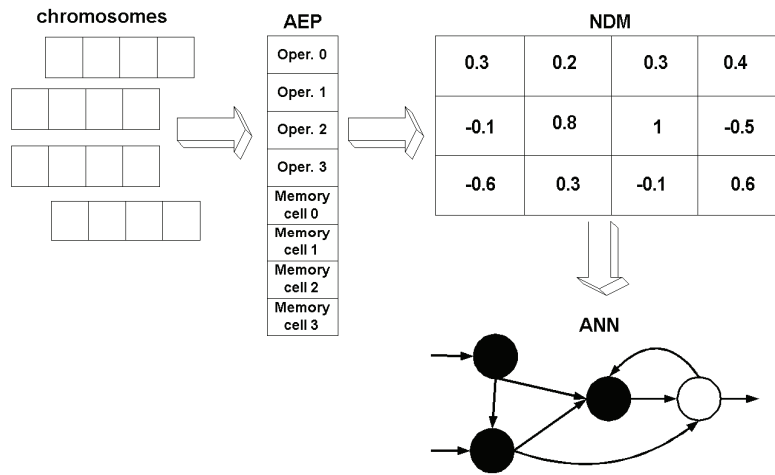 chromosomes
AEP
NDM
Oper. 0
Oper. 1
Oper. 2
Oper. 3
Memory
cell 0
Memory
cell 1
Memory
cell 2
Memory
cell 3
0.3 0.2 0.3 0.4
-0.1 0.8 1 -0.5
-0.6 0.3 -0.1 0.6
ANN